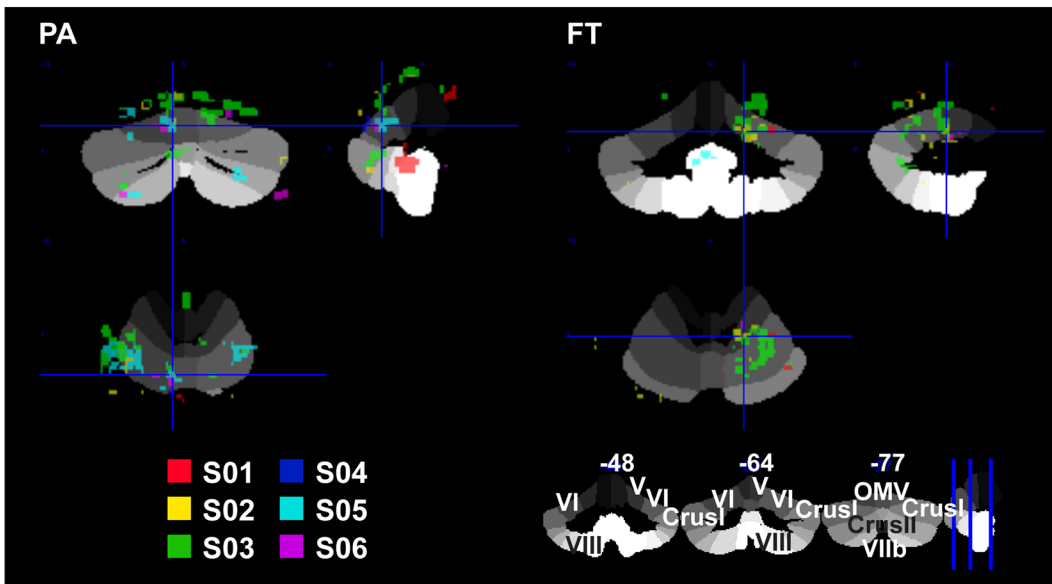 PA
FT
S01
S04
S02
S05
S03
S06
-48
-64
-77
VI
V
VI
CrusI
VIII
VI
V
VI
CrusI
VIII
OMV
CrusI
CrusII
VIIb